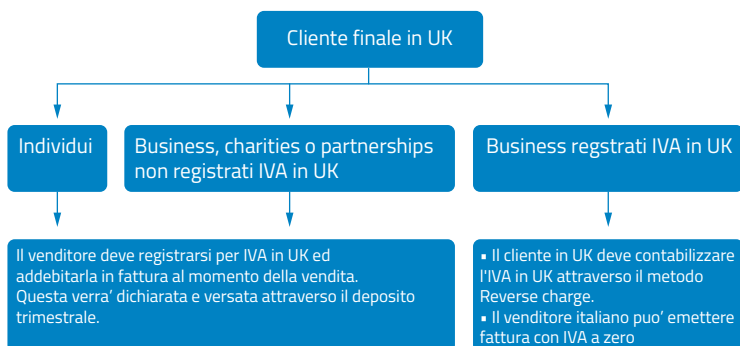 Cliente finale in UK
Individui
Business, charities o partnerships
non registrati IVA in UK
Business regstrati IVA in UK
Il venditore deve registrarsi per IVA in UK ed
addebitarla in fattura al momento della vendita.
Questa verra’ dichiarata e versata attraverso il deposito
trimestrale.
▪ Il cliente in UK deve contabilizzare
l'IVA in UK attraverso il metodo
Reverse charge.
▪ Il venditore italiano puo’ emettere
fattura con IVA a zero